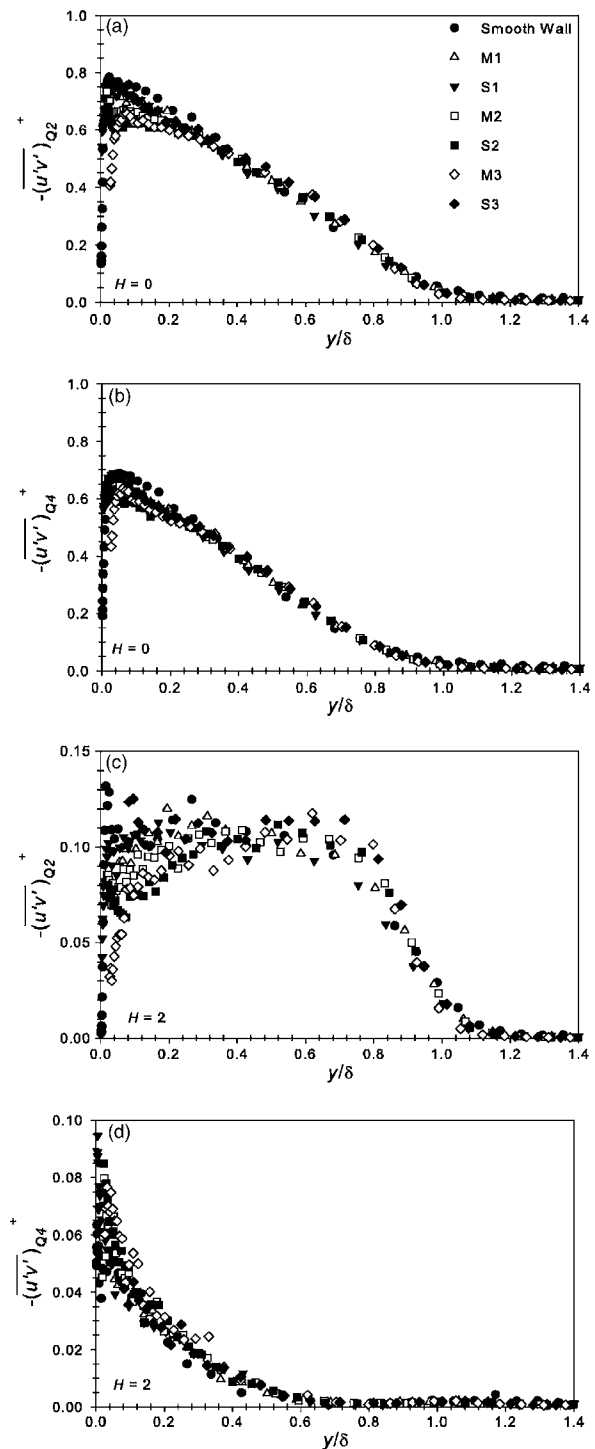 (a)
Smooth Wall
M1
S1
M2
S2
M3
S3
-(u'v')Q2 +
1.0
0.8
0.6
0.4
0.2
0.0
H = 0
0.0 0.2 0.4 0.6 0.8 1.0 1.2 1.4
y/δ
(b)
-(u'v')Q4 +
1.0
0.8
0.6
0.4
0.2
0.0
H = 0
0.0 0.2 0.4 0.6 0.8 1.0 1.2 1.4
y/δ
(c)
-(u'v')Q2 +
0.15
0.10
0.05
0.00
H = 2
0.0 0.2 0.4 0.6 0.8 1.0 1.2 1.4
y/δ
(d)
-(u'v')Q4 +
0.10
0.08
0.06
0.04
0.02
0.00
H = 2
0.0 0.2 0.4 0.6 0.8 1.0 1.2 1.4
y/δ